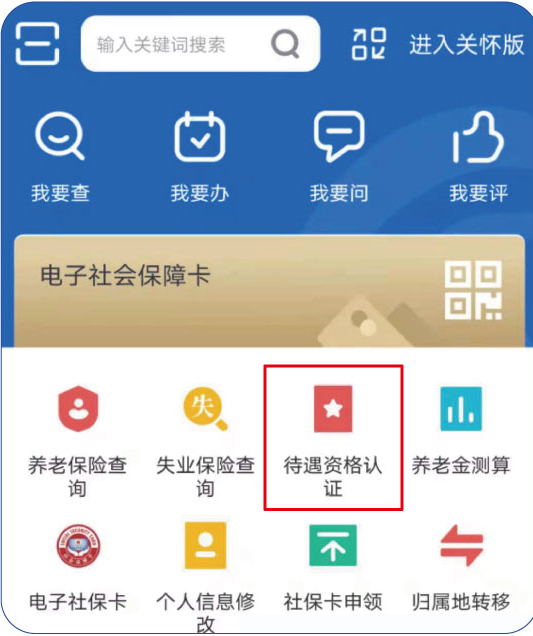 输入关键词搜索
进入关怀版
我要查
我要办
我要问
我要评
电子社会保障卡
失
养老保险查
询
失业保险查
询
待遇资格认
证
养老金测算
电子社保卡
个人信息修
改
社保卡申领
归属地转移